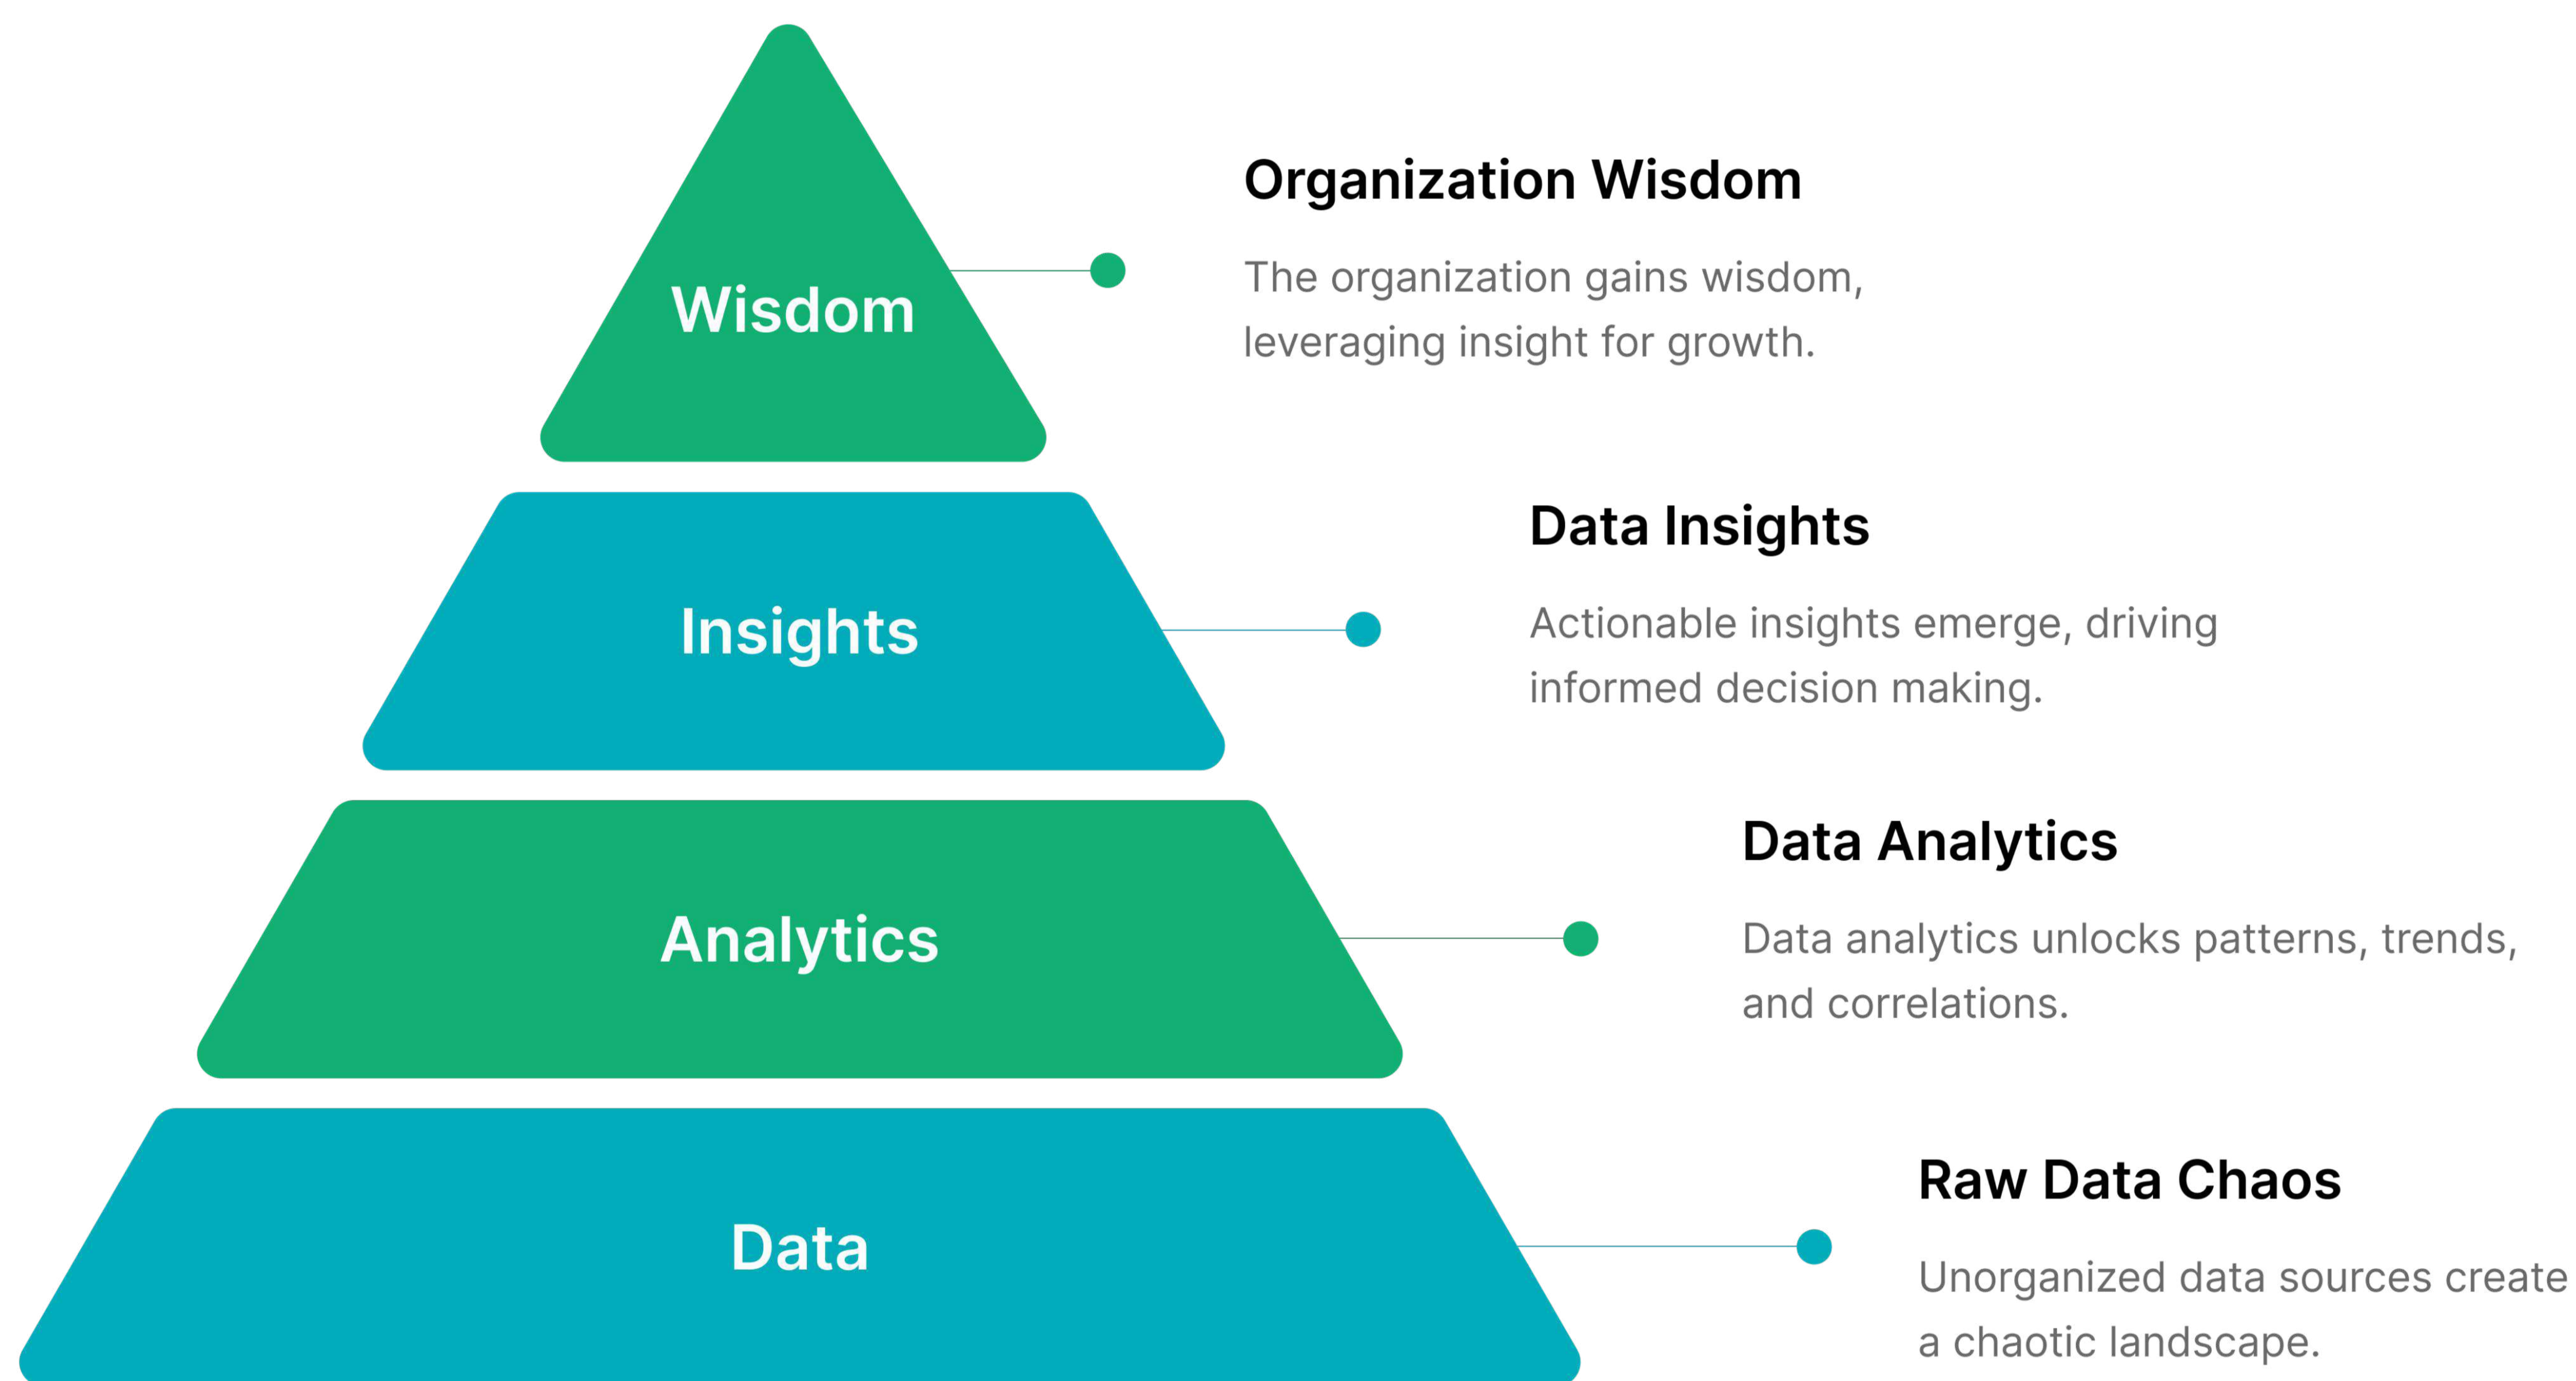 Wisdom
Organization Wisdom
The organization gains wisdom,
leveraging insight for growth.
Insights
Data Insights
Actionable insights emerge, driving
informed decision making.
Analytics
Data Analytics
Data analytics unlocks patterns, trends,
and correlations.
Data
Raw Data Chaos
Unorganized data sources create
a chaotic landscape.